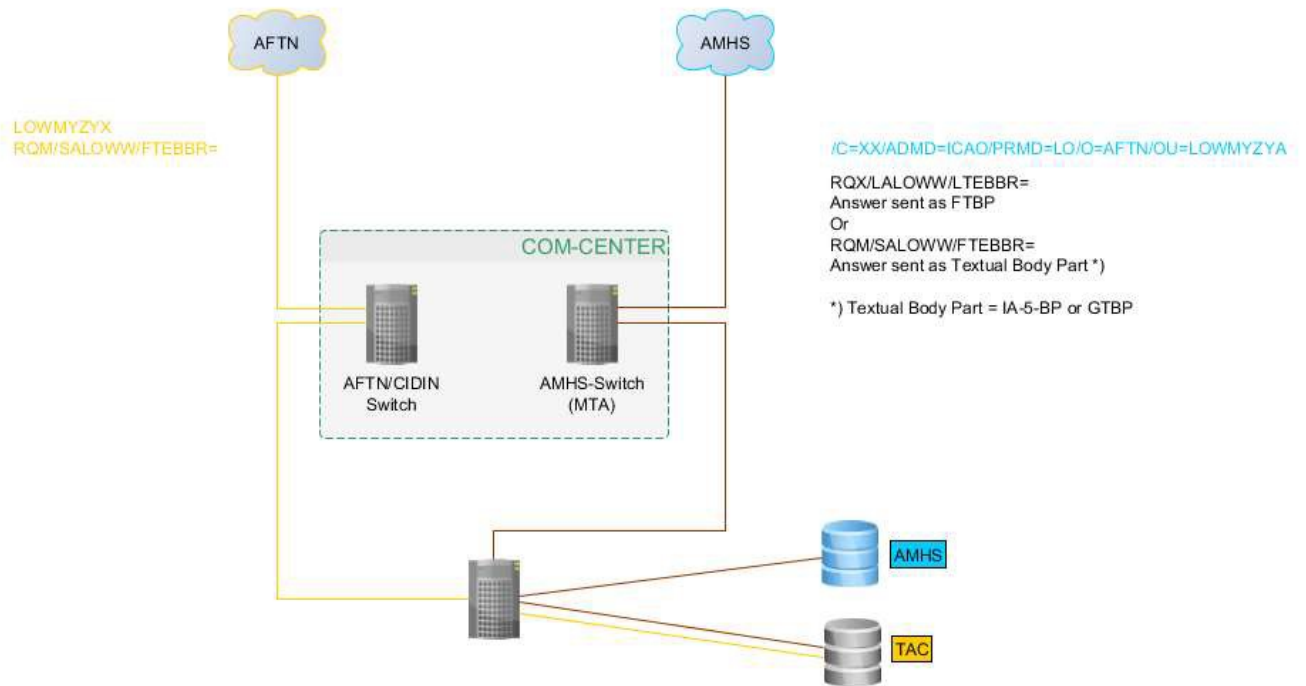 AFTN
AMHS
LOWMYZYX
RQM/SALOWW/FTEBBR=
/C=XX/ADMD=ICAO/PRMD=LO/O=AFTN/OU=LOWMYZYA
RQX/LALOWW/LTEBBR=
Answer sent as FTBP
Or
RQM/SALOWW/FTEBBR=
Answer sent as Textual Body Part *)
*) Textual Body Part = IA-5-BP or GTBP
COM-CENTER
AFTN/CIDIN
Switch
AMHS-Switch
(MTA)
AMHS
TAC